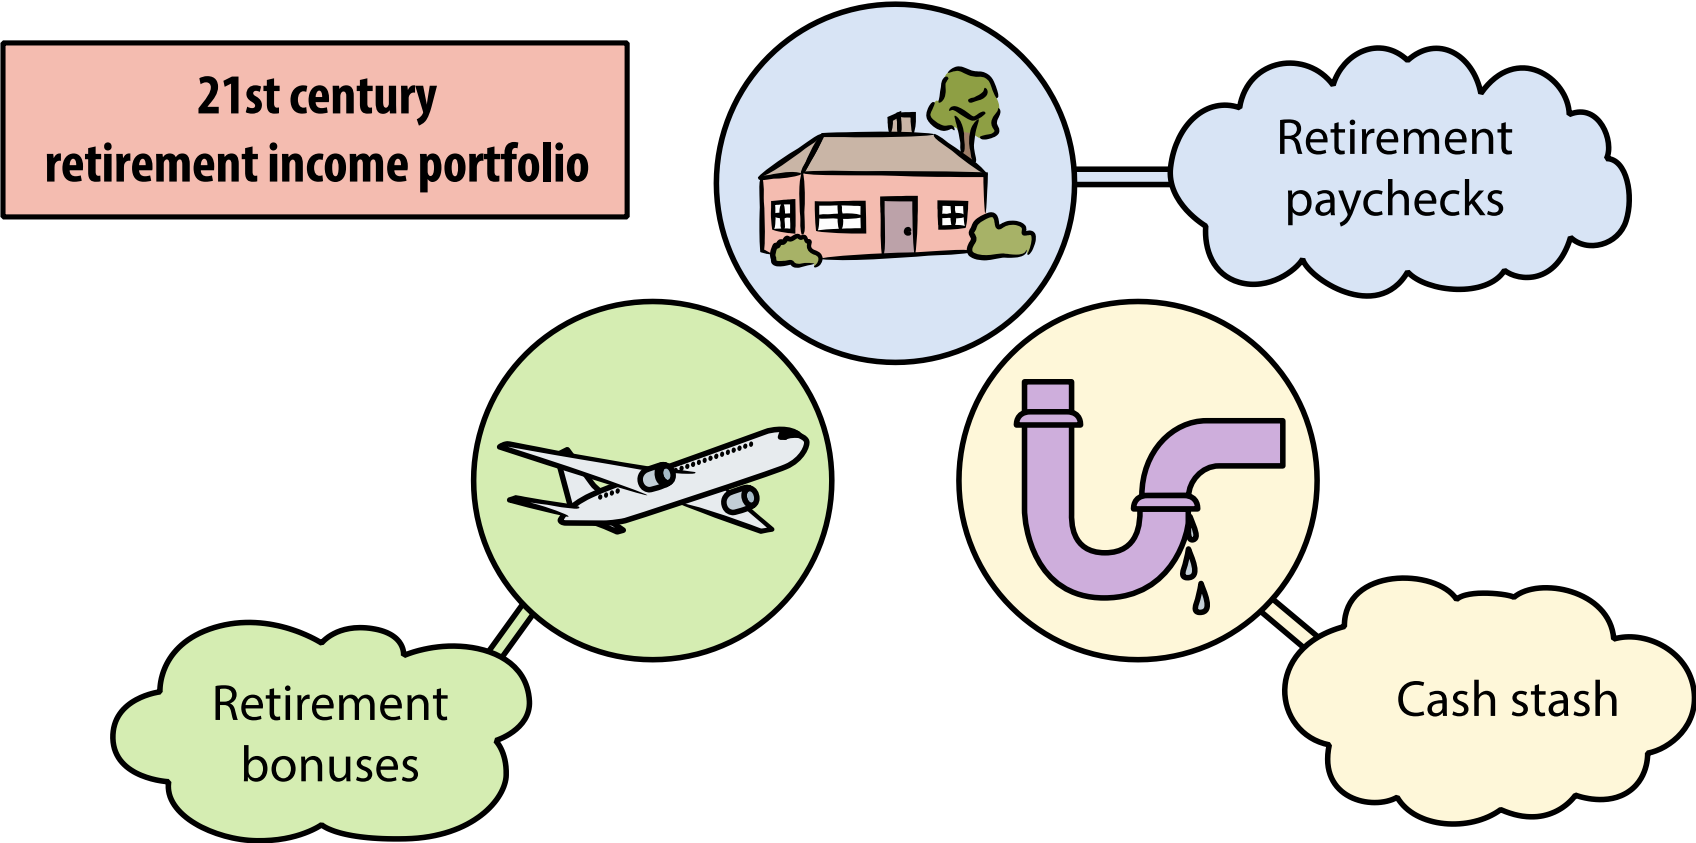 21st century
retirement income portfolio
Retirement
paychecks
Retirement
bonuses
Cash stash